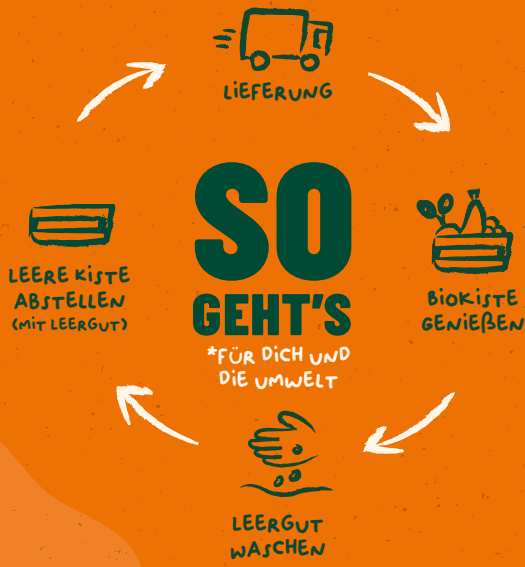 LIEFERUNG
SO
GEHT'S
*FÜR DICH UND
DIE UMWELT
BIOKISTE
GENIEßEN
LEERGUT
WASCHEN
LEERE KISTE
ABSTELLEN
(MIT LEERGUT)